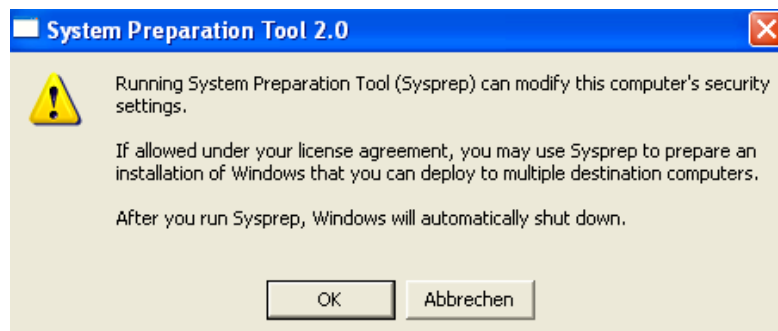 System Preparation Tool 2.0
Running System Preparation Tool (Sysprep) can modify this computer's security
settings.
If allowed under your license agreement, you may use Sysprep to prepare an
installation of Windows that you can deploy to multiple destination computers.
After you run Sysprep, Windows will automatically shut down.
OK
Abbrechen